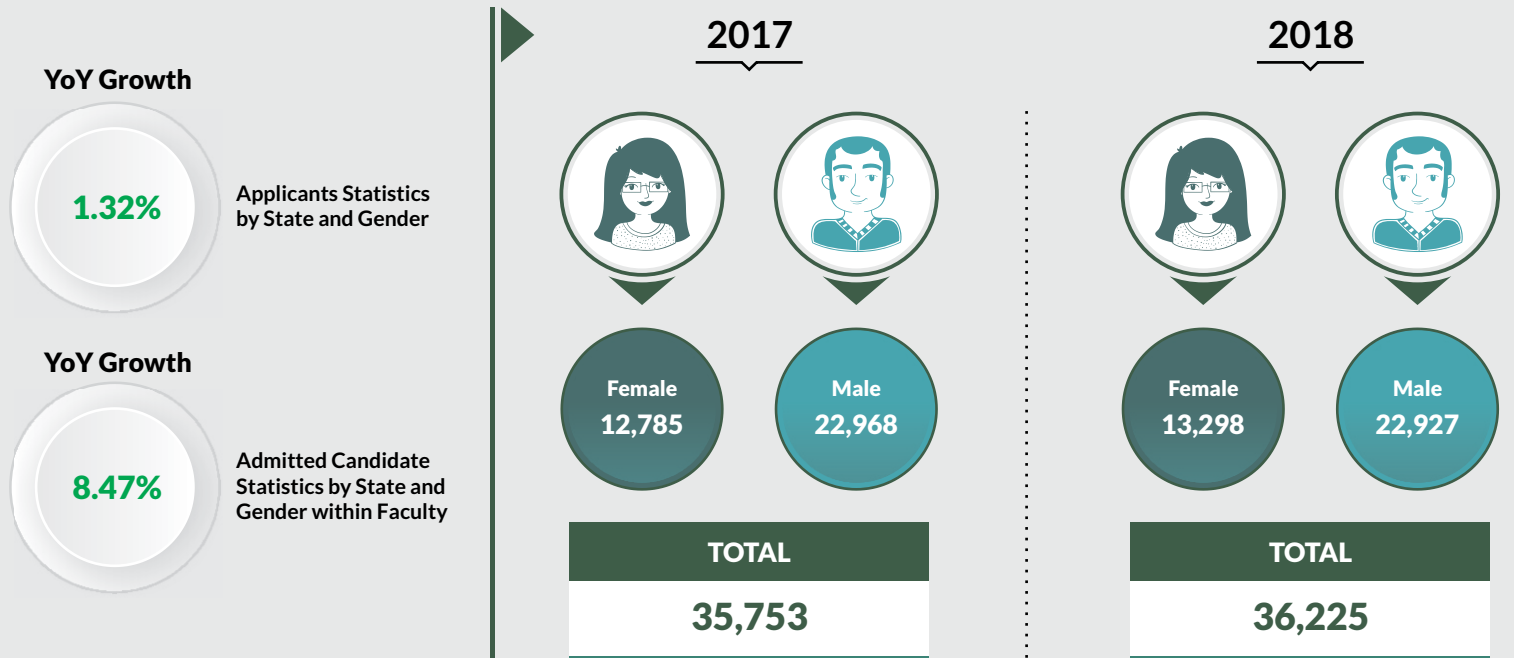 YoY Growth
1.32%
Applicants Statistics
by State and Gender
YoY Growth
8.47%
Admitted Candidate
Statistics by State and
Gender within Faculty
2017
Female
12,785
Male
22,968
TOTAL
35,753
2018
Female
13,298
Male
22,927
TOTAL
36,225